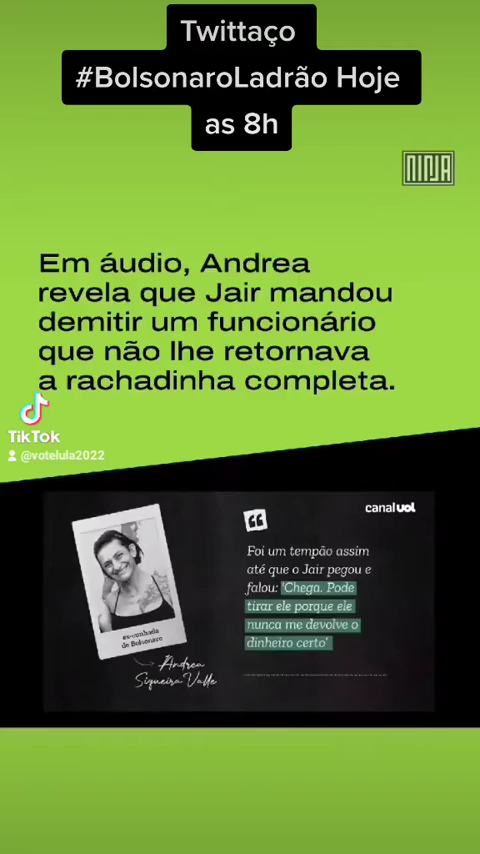 Twittaço
#BolsonaroLadrão Hoje
as 8h
NINJA
Em áudio, Andrea
revela que Jair mandou
demitir um funcionário
que não lhe retornava
a rachadinha completa.
TikTok
@votelula2022
canal uol
Foi um tempão assim
até que o Jair pegou e
falou: 'Chega. Pode
tirar ele porque ele
nunca me devolve o
dinheiro certo'
ex-cunhada
de Bolsonaro
Andrea
Siqueira Valle